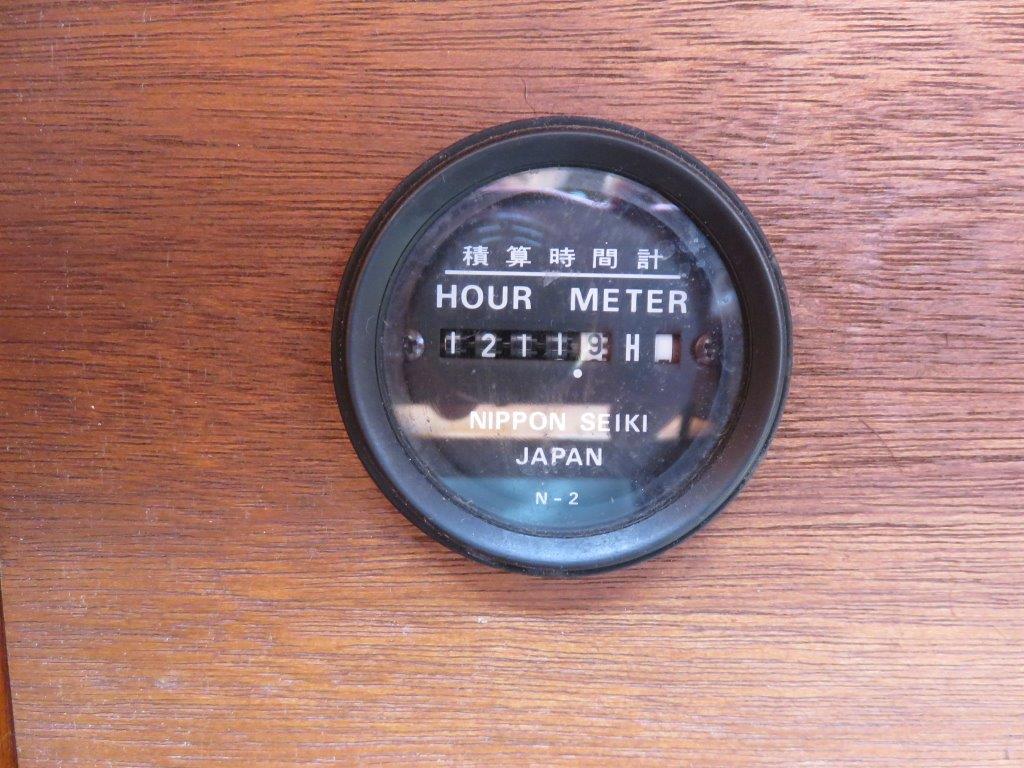 積算時間計
HOUR METER
12119 H
NIPPON SEIKI
JAPAN
N-2